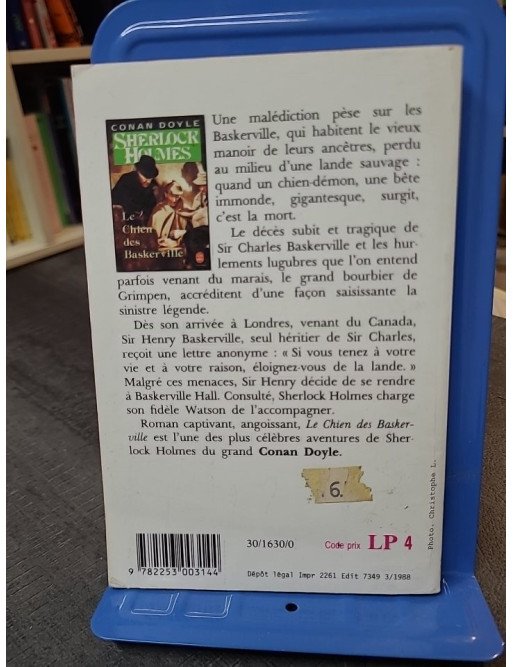 CONAN DOYLE
SHERLOCK
HOLMES
Le
Chien
des
Baskerville
Une malédiction pèse sur les
Baskerville, qui habitent le vieux
manoir de leurs ancêtres, perdu
au milieu d'une lande sauvage :
quand un chien-démon, une bête
immonde, gigantesque, surgit,
c'est la mort.
Le décès subit et tragique de
Sir Charles Baskerville et les hur-
lements lugubres que l'on entend
parfois venant du marais, le grand bourbier de
Grimpen, accréditent d'une façon saisissante la
sinistre légende.
Dès son arrivée à Londres, venant du Canada,
Sir Henry Baskerville, seul héritier de Sir Charles,
reçoit une lettre anonyme : « Si vous tenez à votre
vie et à votre raison, éloignez-vous de la lande. »
Malgré ces menaces, Sir Henry décide de se rendre
à Baskerville Hall. Consulté, Sherlock Holmes charge
son fidèle Watson de l'accompagner.
Roman captivant, angoissant, Le Chien des Basker-
ville est l'une des plus célèbres aventures de Sher-
lock Holmes du grand Conan Doyle.
6.
Photo. Christophe L.
30/1630/0
Code prix LP 4
9 782253 003144
Dépôt légal Impr 2261 Edit 7349 3/1988